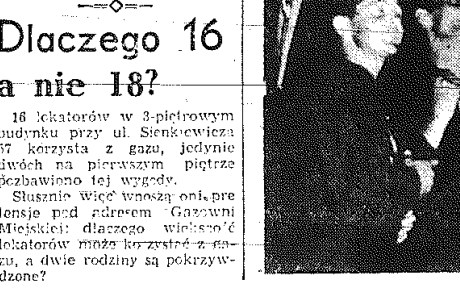 Dlaczego 16
a nie 18?
16 lokatorów w 3-piętrowym
budynku przy ul. Sienkiewicza
57 korzysta z gazu, jedynie
dwóch na pierwszym piętrze
pozbawiono tej wygody.
Słusznie więc wnoszą oni pre
tensje pod adresem Gazowni
Miejskiej: dlaczego większość
lokatorów może korzystać z ga-
zu, a dwie rodziny są pokrzyw-
dzone?